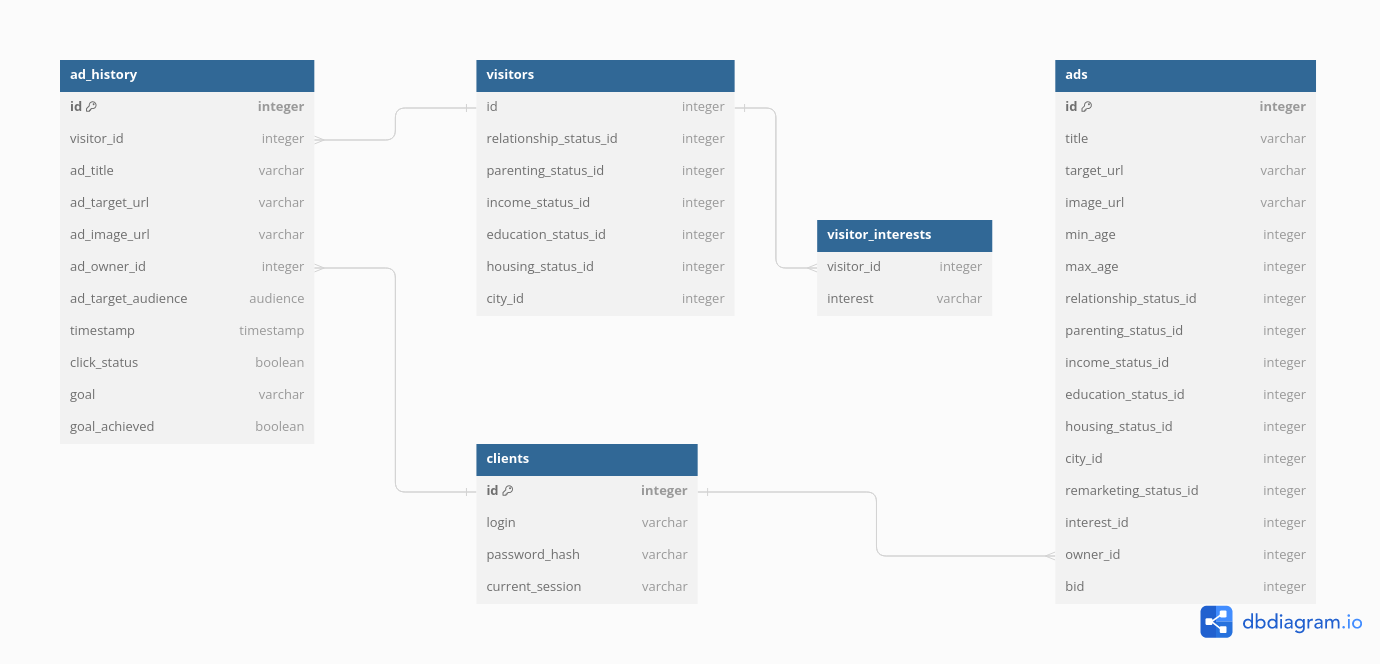 ad_history
id integer
visitor_id integer
ad_title varchar
ad_target_url varchar
ad_image_url varchar
ad_owner_id integer
ad_target_audience audience
timestamp timestamp
click_status boolean
goal varchar
goal_achieved boolean
visitors
id integer
relationship_status_id integer
parenting_status_id integer
income_status_id integer
education_status_id integer
housing_status_id integer
city_id integer
visitor_interests
visitor_id integer
interest varchar
clients
id integer
login varchar
password_hash varchar
current_session varchar
ads
id integer
title varchar
target_url varchar
image_url varchar
min_age integer
max_age integer
relationship_status_id integer
parenting_status_id integer
income_status_id integer
education_status_id integer
housing_status_id integer
city_id integer
remarketing_status_id integer
interest_id integer
owner_id integer
bid integer
dbdiagram.io